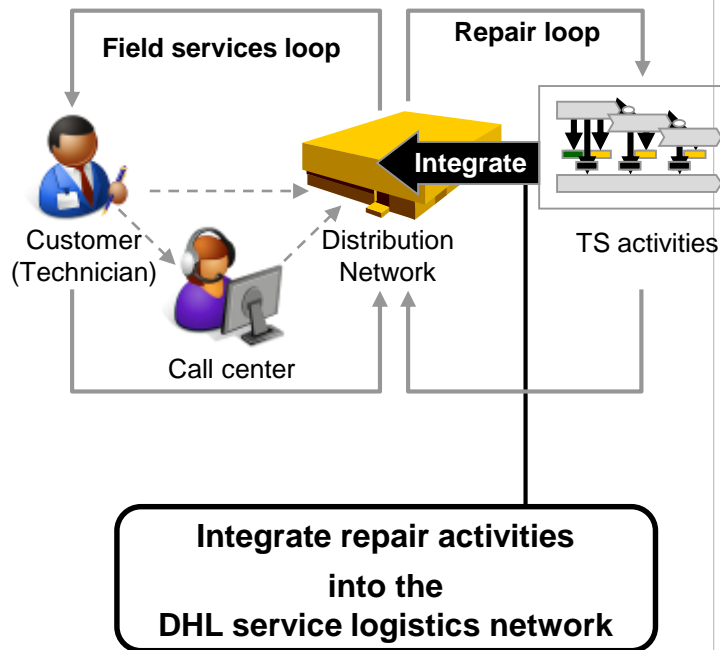 Field services loop
Repair loop
Integrate
Customer
(Technician)
Distribution
Network
TS activities
Call center
Integrate repair activities
into the
DHL service logistics network